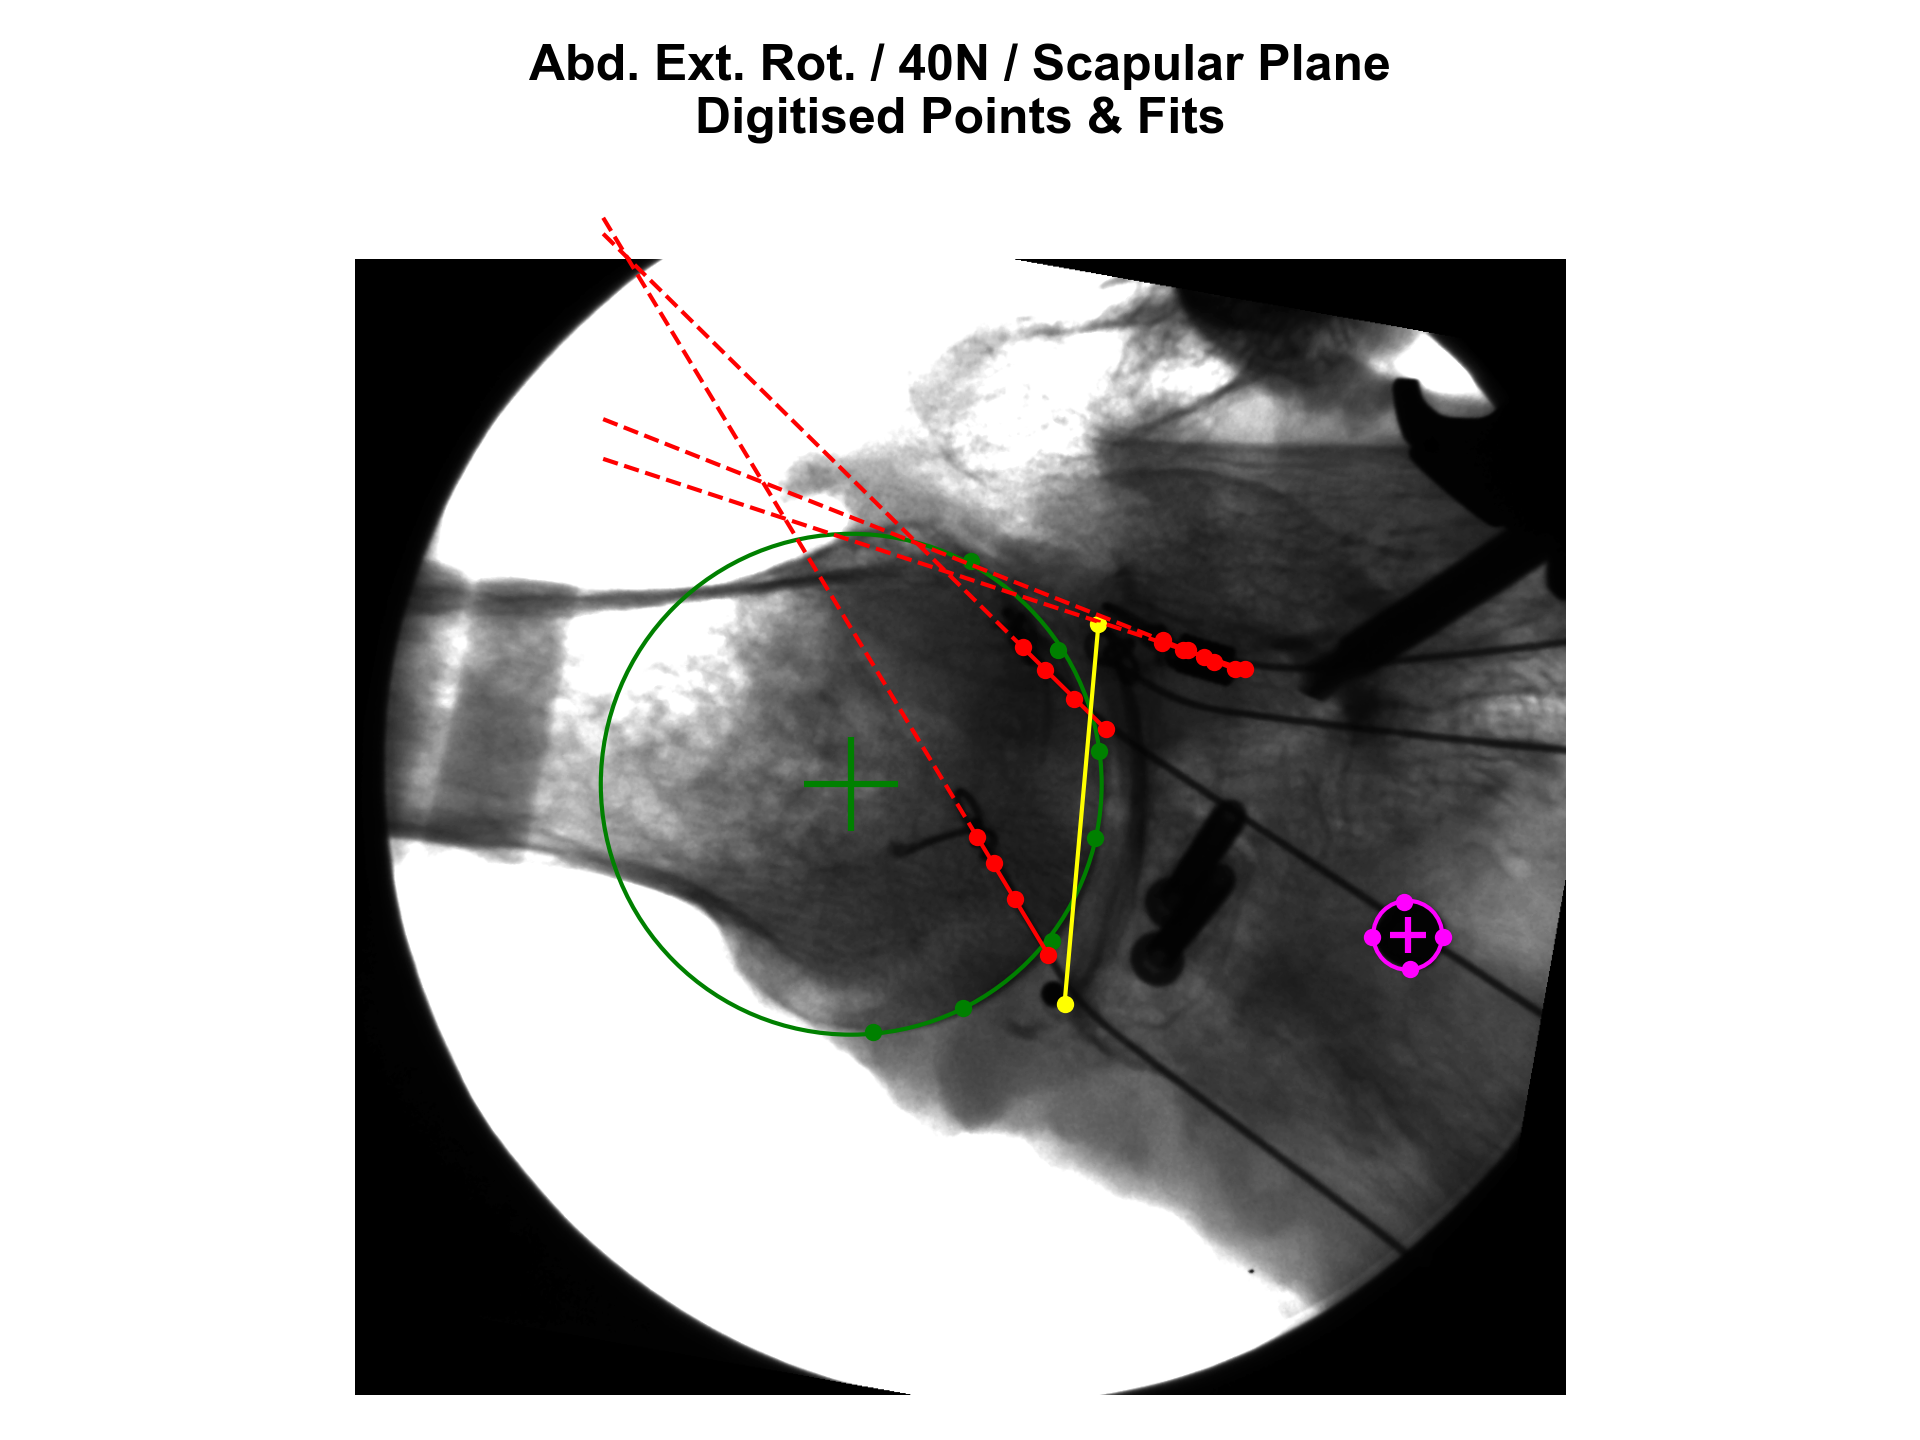 Abd. Ext. Rot. / 40N / Scapular Plane
Digitised Points & Fits